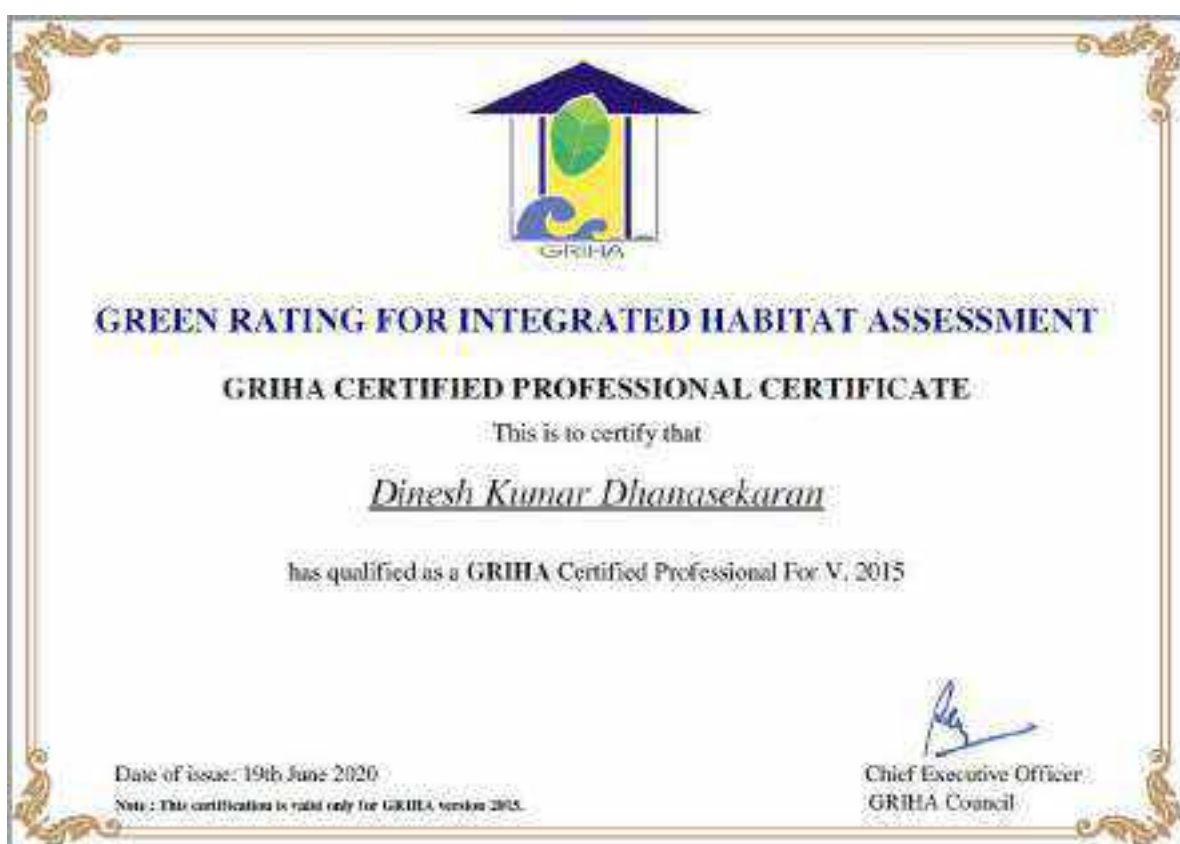 GRIHA
GREEN RATING FOR INTEGRATED HABITAT ASSESSMENT
GRIHA CERTIFIED PROFESSIONAL CERTIFICATE
This is to certify that
Dinesh Kumar Dhanasekaran
has qualified as a GRIHA Certified Professional For V. 2015
Date of issue: 19th June 2020
Note : This certification is valid only for GRIHA version 2015.
Chief Executive Officer
GRIHA Council